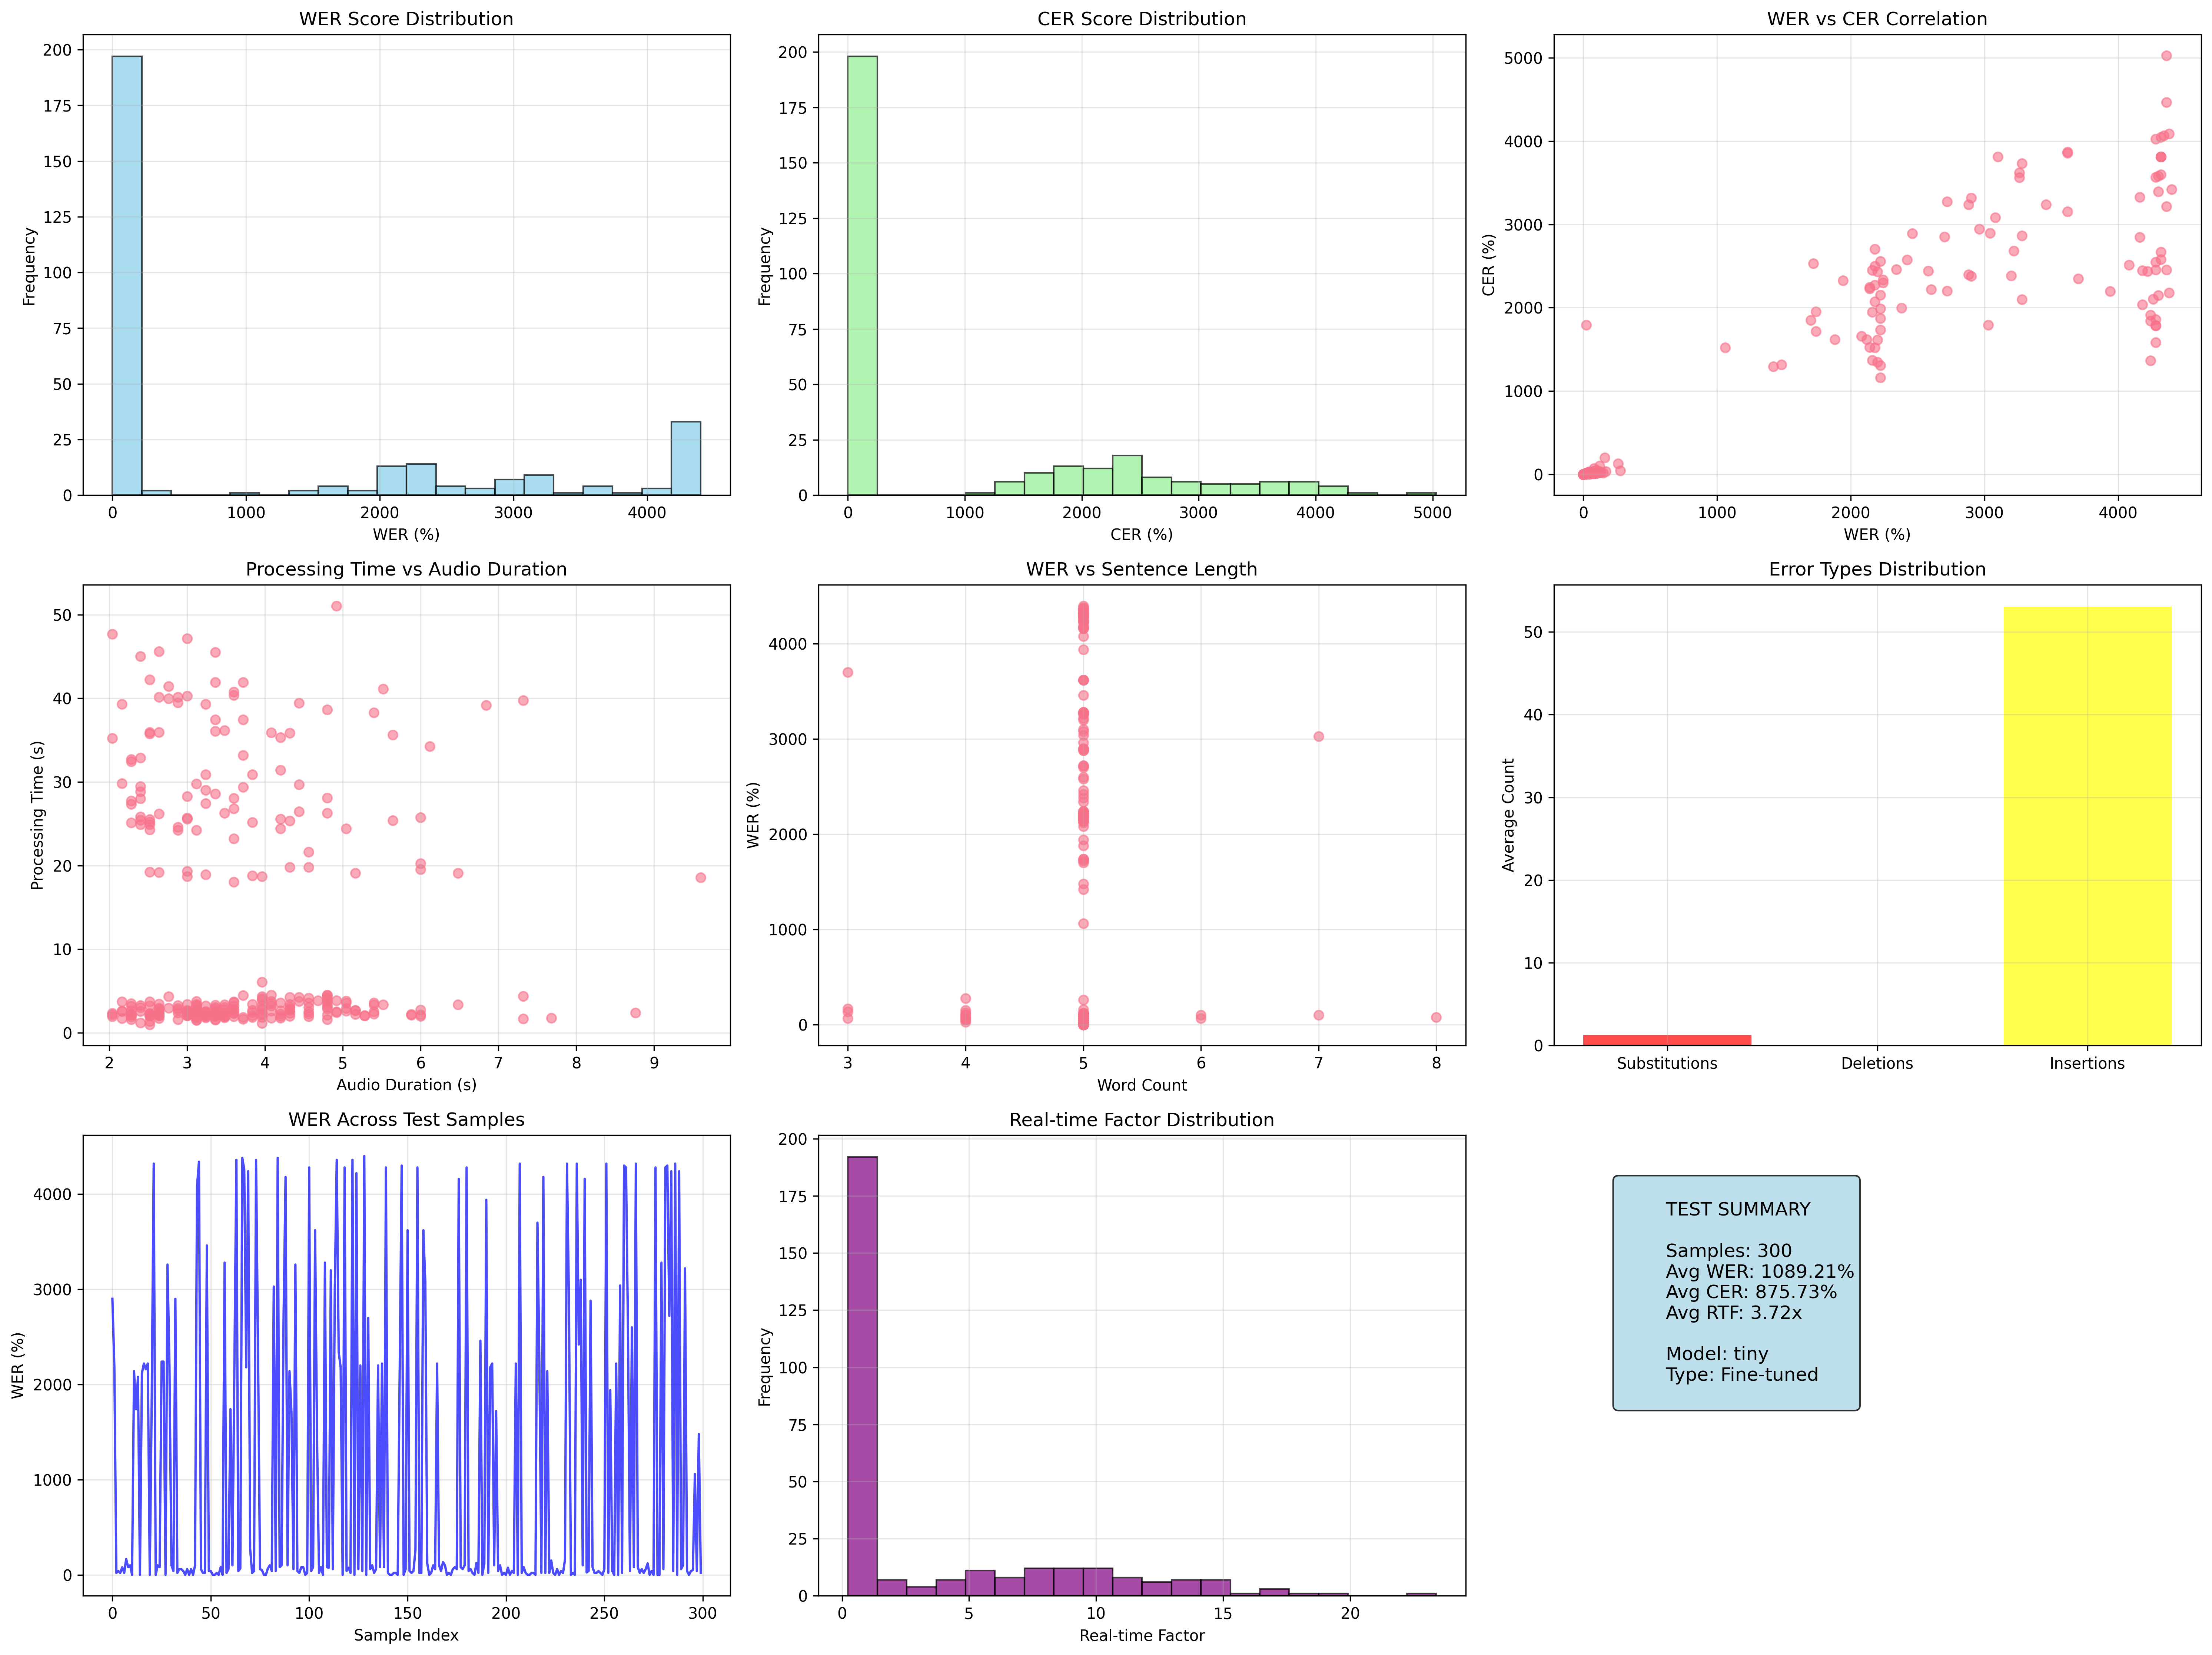 WER Score Distribution
200
175
150
125
100
75
50
25
0
Frequency
0 1000 2000 3000 4000
WER (%)
CER Score Distribution
200
175
150
125
100
75
50
25
0
Frequency
0 1000 2000 3000 4000 5000
CER (%)
WER vs CER Correlation
5000
4000
3000
2000
1000
0
CER (%)
0 1000 2000 3000 4000
WER (%)
Processing Time vs Audio Duration
50
40
30
20
10
0
Processing Time (s)
2 3 4 5 6 7 8 9
Audio Duration (s)
WER vs Sentence Length
4000
3000
2000
1000
0
WER (%)
3 4 5 6 7 8
Word Count
Error Types Distribution
50
40
30
20
10
0
Average Count
Substitutions Deletions Insertions
WER Across Test Samples
4000
3000
2000
1000
0
WER (%)
0 50 100 150 200 250 300
Sample Index
Real-time Factor Distribution
200
175
150
125
100
75
50
25
0
Frequency
0 5 10 15 20
Real-time Factor
TEST SUMMARY
Samples: 300
Avg WER: 1089.21%
Avg CER: 875.73%
Avg RTF: 3.72x
Model: tiny
Type: Fine-tuned